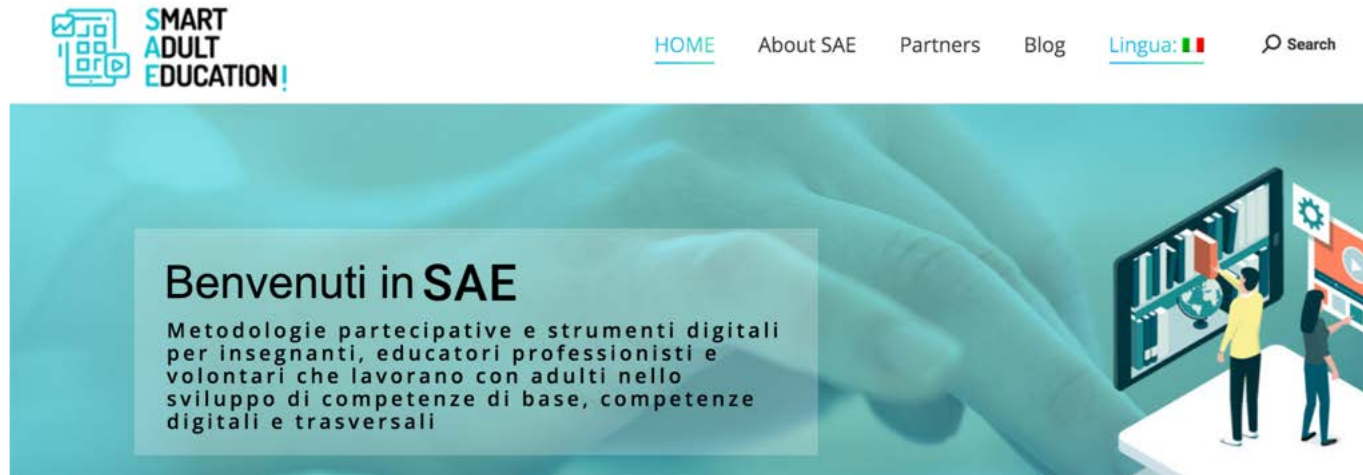 SMART
ADULT
EDUCATION!
HOME About SAE Partners Blog Lingua: Search
Benvenuti in SAE
Metodologie partecipative e strumenti digitali
per insegnanti, educatori professionisti e
volontari che lavorano con adulti nello
sviluppo di competenze di base, competenze
digitali e trasversali